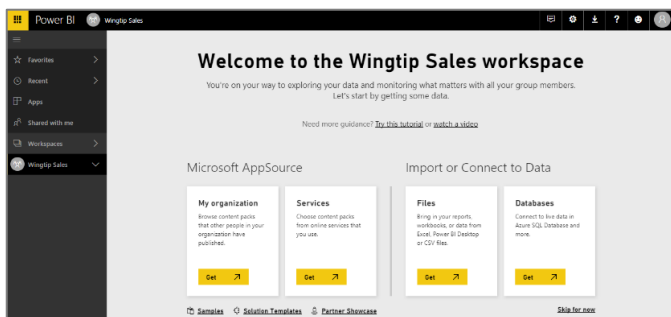 Power BI
Wingtip Sales
Favorites
Recent
Apps
Shared with me
Workspaces
Wingtip Sales
Welcome to the Wingtip Sales workspace
You're on your way to exploring your data and monitoring what matters with all your group members.
Let's start by getting some data.
Need more guidance? Try this tutorial or watch a video
Microsoft AppSource
Import or Connect to Data
My organization
Browse content packs
that other people in your
organization have
published.
Get
Services
Choose content packs
from online services that
you use.
Get
Files
Bring in your reports,
workbooks, or data from
Excel, Power BI Desktop
or CSV files.
Get
Databases
Connect to live data in
Azure SQL Database and
more.
Get
Samples
Solution Templates
Partner Showcase
Skip for now